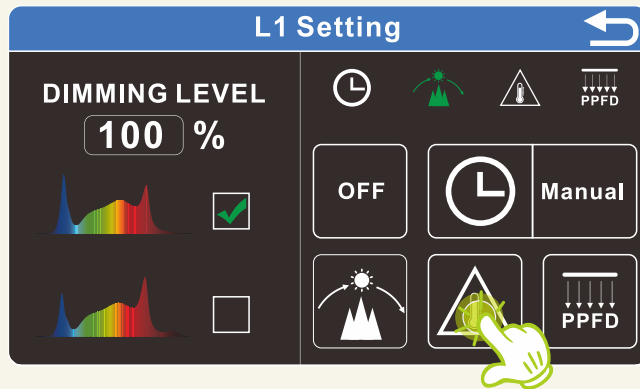 L1 Setting
DIMMING LEVEL
100 %
PPFD
OFF
Manual
PPFD